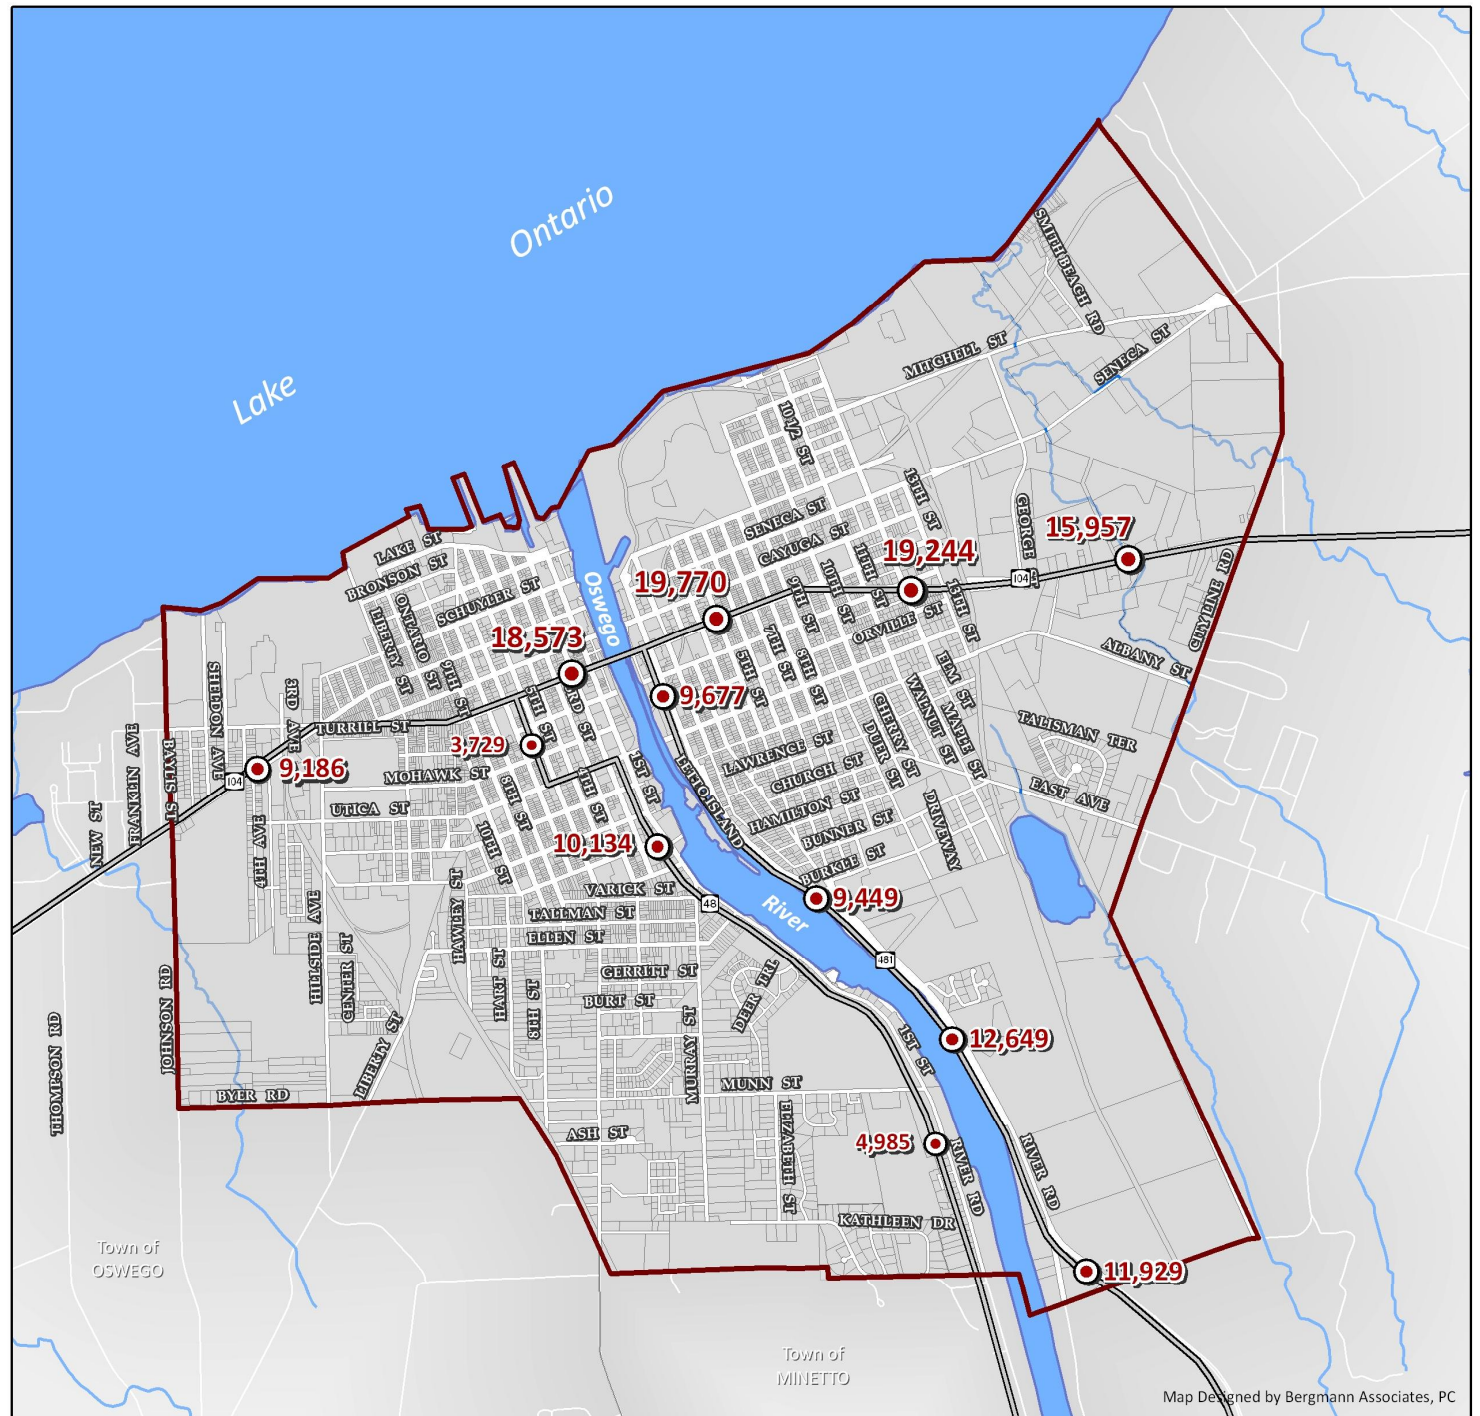 Lake
Ontario
SMITH BEACH RD
MITCHELL ST
SENECA ST
10 1/2 ST
13TH ST
GEORGE ST
15,957
19,244
19,770
18,573
104
LAKE ST
BRONSON ST
SCHUYLER ST
ONTARIO ST
LIBERTY ST
9TH ST
Oswego
SENECA ST
CAYUGA ST
11TH ST
10TH ST
9TH ST
13TH ST
ORVILLE ST
CITYLINE RD
ALBANY ST
5TH ST
7TH ST
8TH ST
ELM ST
MAPLE ST
WALNUT ST
CHERRY ST
DUER ST
TALISMAN TER
EAST AVE
9,677
SHELDON AVE
3RD AVE
TURRILL ST
5TH ST
3RD ST
3,729
FRANKLIN AVE
BAYLIS ST
104
9,186
MOHAWK ST
UTICA ST
8TH ST
4TH ST
1ST ST
LEITO ISLAND
LAWRENCE ST
CHURCH ST
HAMILTON ST
BUNNER ST
BURKLE ST
DRIVEWAY
NEW ST
4TH AVE
10TH ST
10,134
9,449
VARICK ST
48
TALLMAN ST
ELLEN ST
River
HILLSIDE AVE
CENTER ST
HAWLEY ST
HART ST
8TH ST
GERRITT ST
BURT ST
DEER TRL
481
THOMPSON RD
JOHNSON RD
LIBERTY ST
MURRAY ST
1ST ST
12,649
BYER RD
MUNN ST
ASH ST
ELIZABETH ST
4,985
RIVER RD
RIVER RD
KATHLEEN DR
11,929
Town of
OSWEGO
Town of
MINETTO
Map Designed by Bergmann Associates, PC